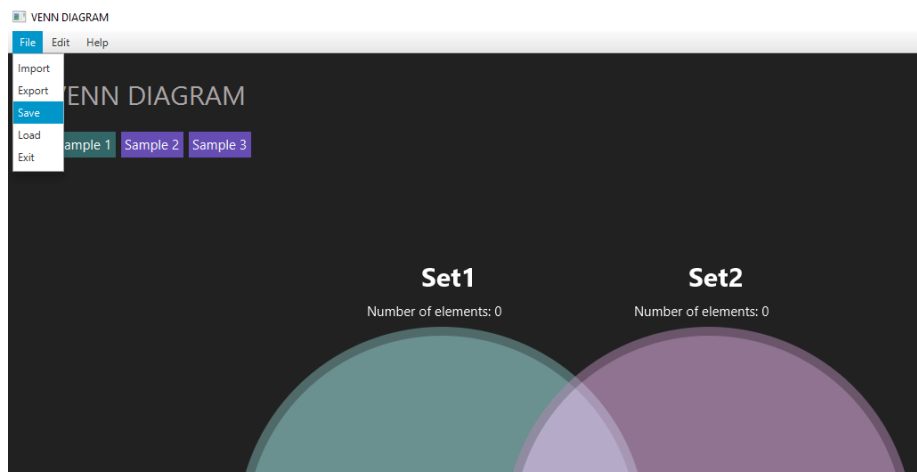 VENN DIAGRAM
File Edit Help
Import
Export
Save
Load
Exit
VENN DIAGRAM
ample 1 Sample 2 Sample 3
Set1 Set2
Number of elements: 0 Number of elements: 0